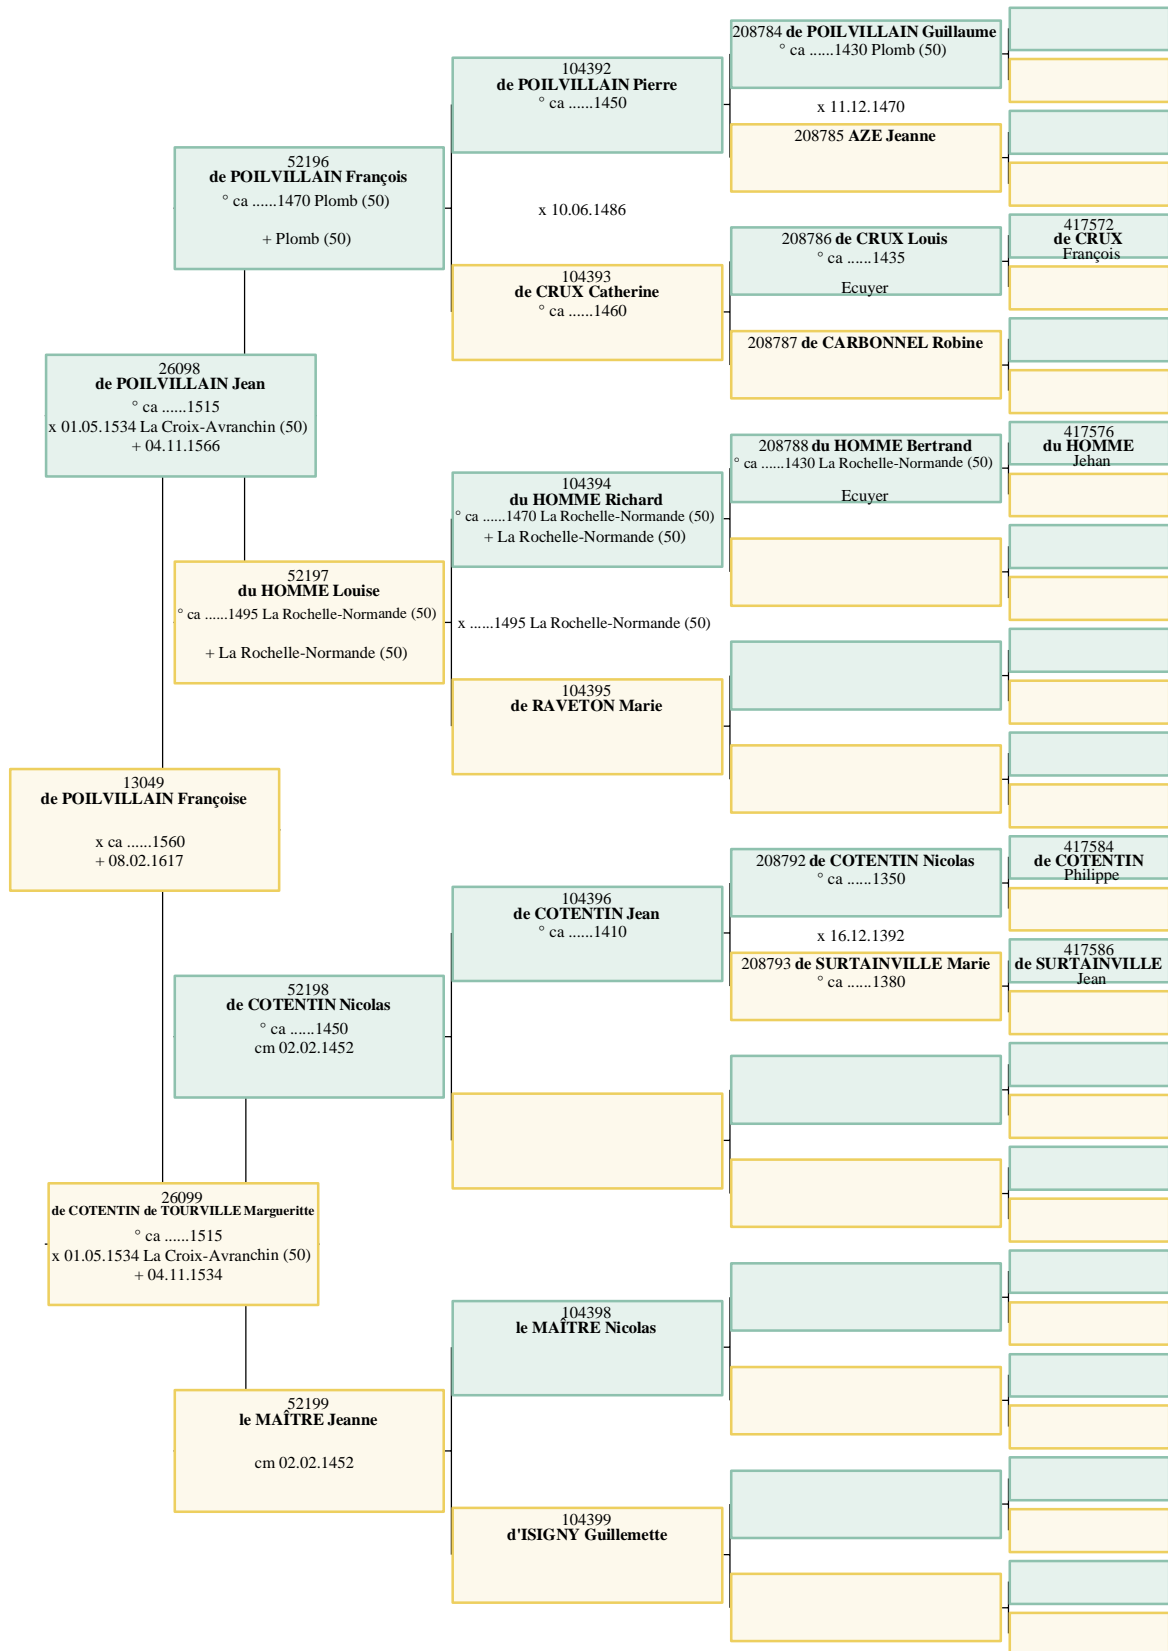 13049
de POILVILLAIN Françoise
x ca ......1560
+ 08.02.1617
26098
de POILVILLAIN Jean
° ca ......1515
x 01.05.1534 La Croix-Avranchin (50)
+ 04.11.1566
26099
de COTENTIN de TOURVILLE Margueritte
° ca ......1515
x 01.05.1534 La Croix-Avranchin (50)
+ 04.11.1534
52196
de POILVILLAIN François
° ca ......1470 Plomb (50)
+ Plomb (50)
52197
du HOMME Louise
° ca ......1495 La Rochelle-Normande (50)
+ La Rochelle-Normande (50)
52198
de COTENTIN Nicolas
° ca ......1450
cm 02.02.1452
52199
le MAÎTRE Jeanne
cm 02.02.1452
104392
de POILVILLAIN Pierre
° ca ......1450
x 10.06.1486
104393
de CRUX Catherine
° ca ......1460
104394
du HOMME Richard
° ca ......1470 La Rochelle-Normande (50)
+ La Rochelle-Normande (50)
x ......1495 La Rochelle-Normande (50)
104395
de RAVETON Marie
104396
de COTENTIN Jean
° ca ......1410
104398
le MAÎTRE Nicolas
104399
d'ISIGNY Guillemette
208784 de POILVILLAIN Guillaume
° ca ......1430 Plomb (50)
x 11.12.1470
208785 AZE Jeanne
208786 de CRUX Louis
° ca ......1435
Ecuyer
208787 de CARBONNEL Robine
208788 du HOMME Bertrand
° ca ......1430 La Rochelle-Normande (50)
Ecuyer
208792 de COTENTIN Nicolas
° ca ......1350
x 16.12.1392
208793 de SURTAINVILLE Marie
° ca ......1380
417572
de CRUX
François
417576
du HOMME
Jehan
417584
de COTENTIN
Philippe
417586
de SURTAINVILLE
Jean